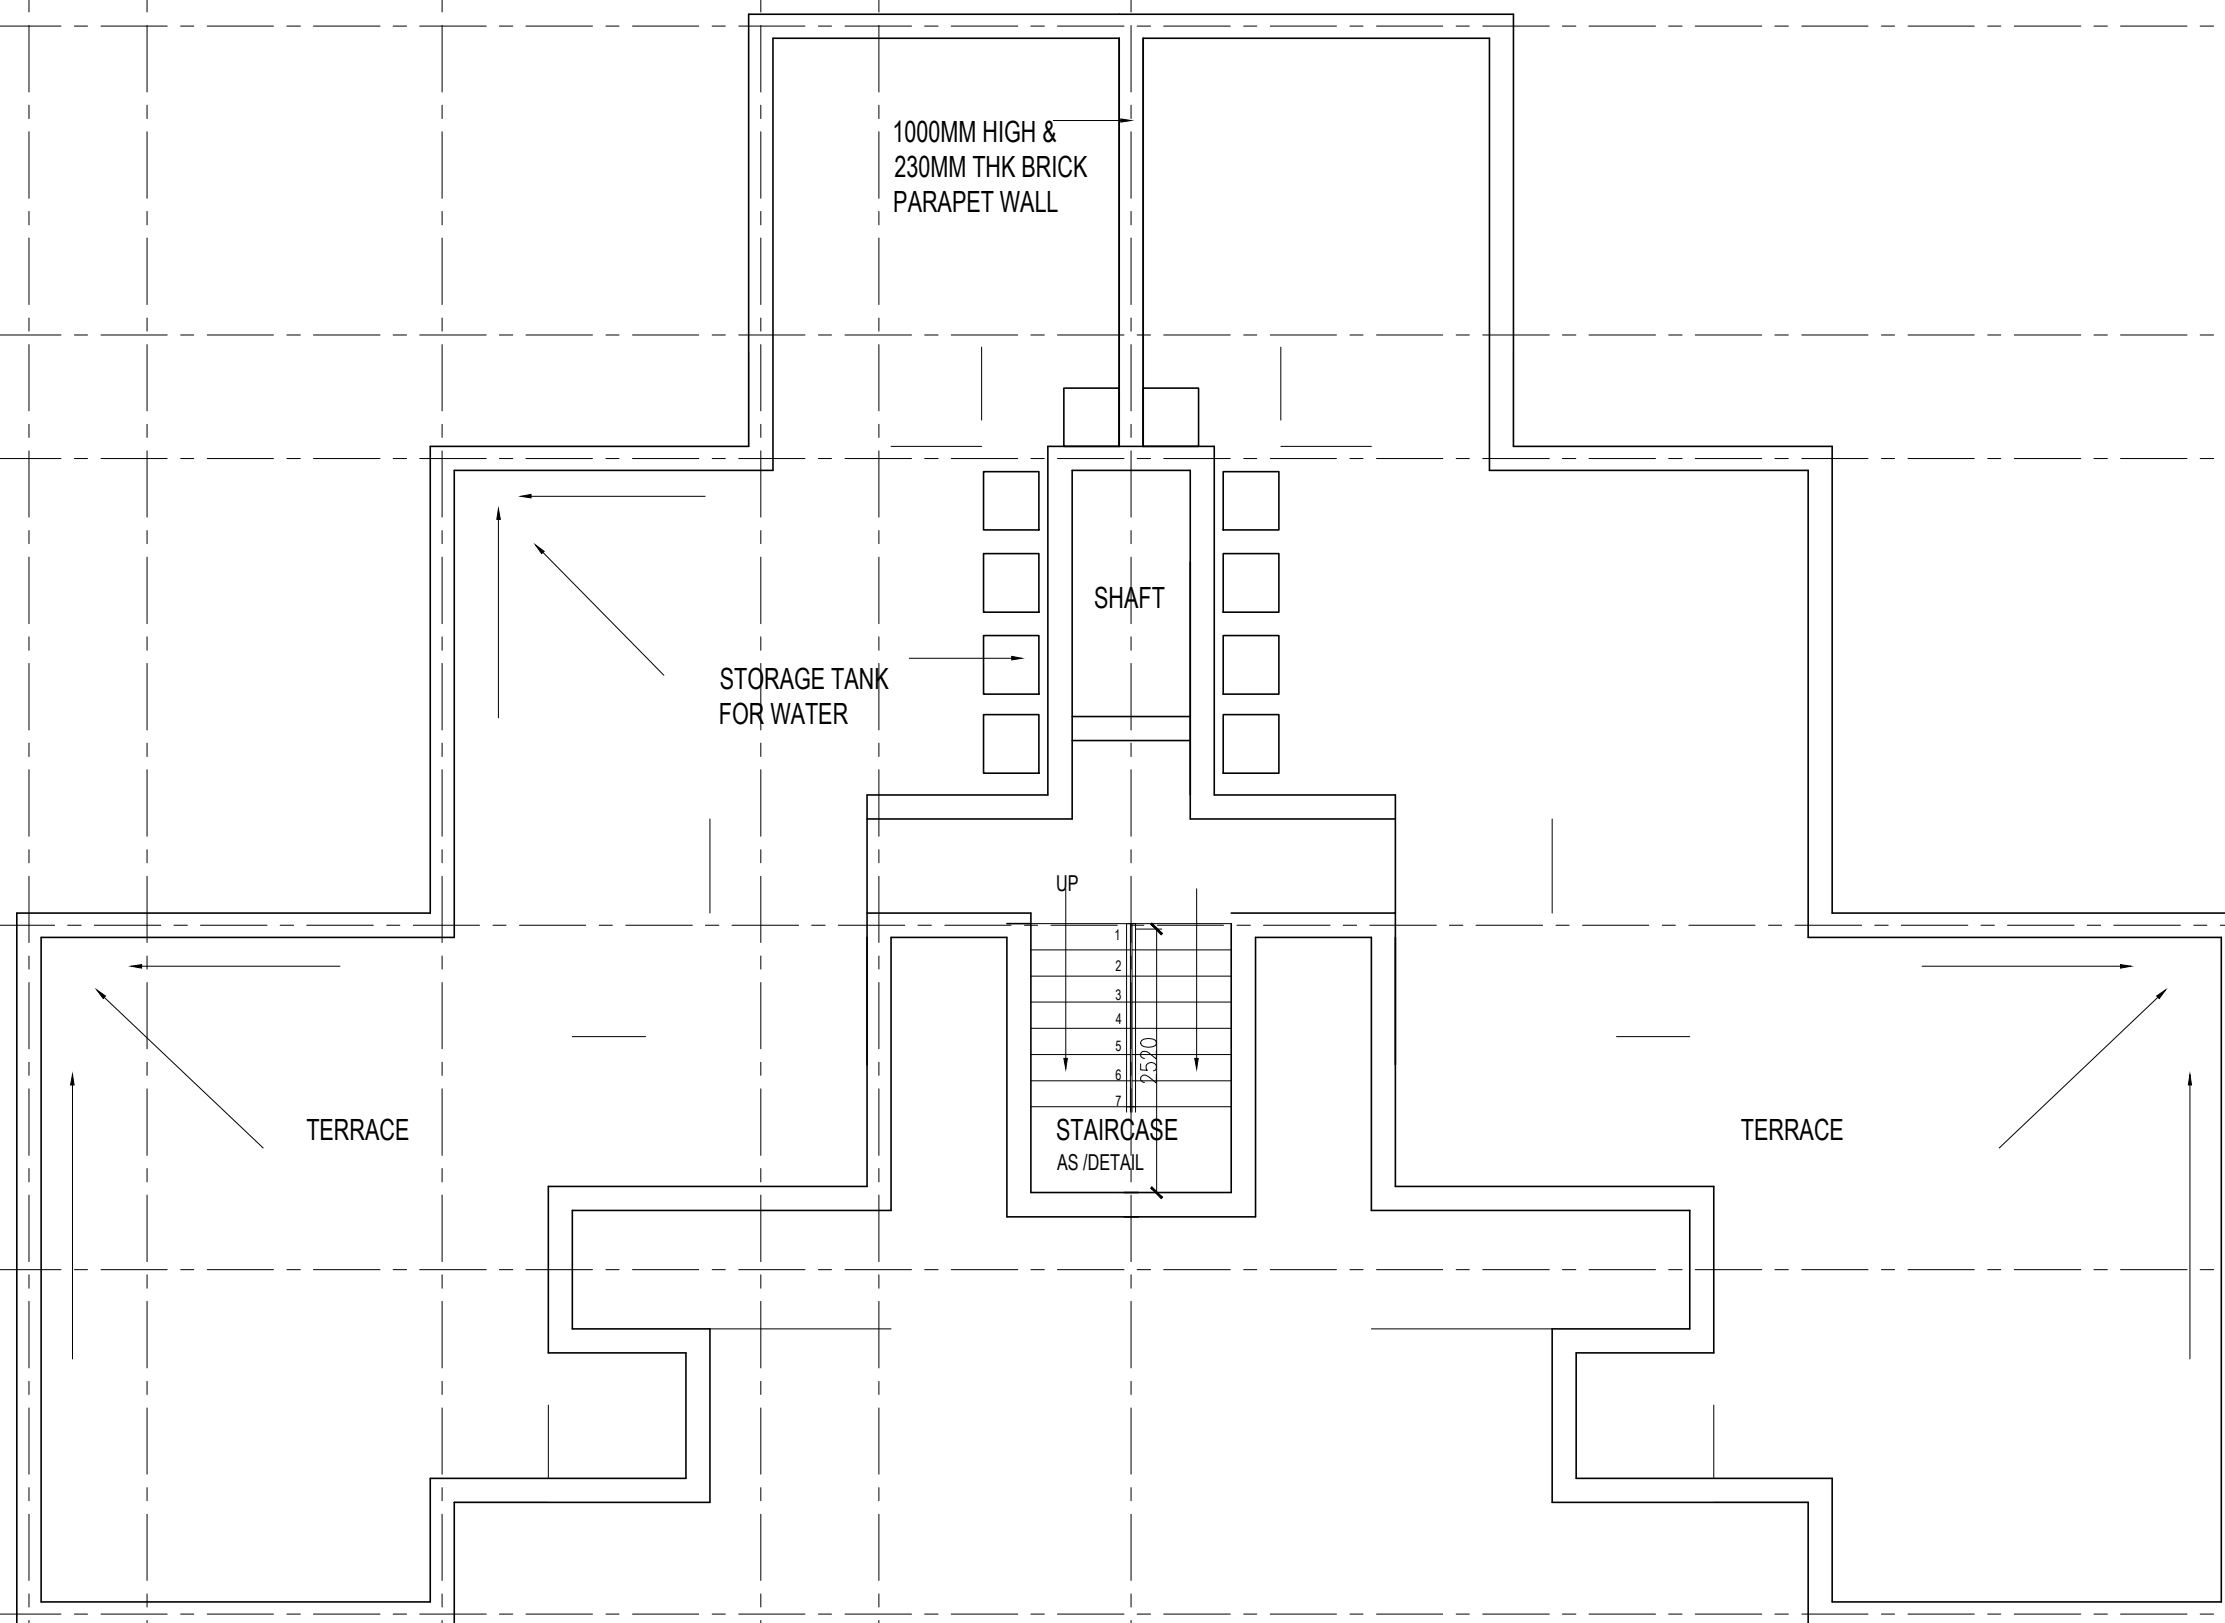 1000MM HIGH &
230MM THK BRICK
PARAPET WALL
SHAFT
STORAGE TANK
FOR WATER
UP
1
2
3
4
5
6
7
2520
TERRACE
STAIRCASE
AS /DETAIL
TERRACE